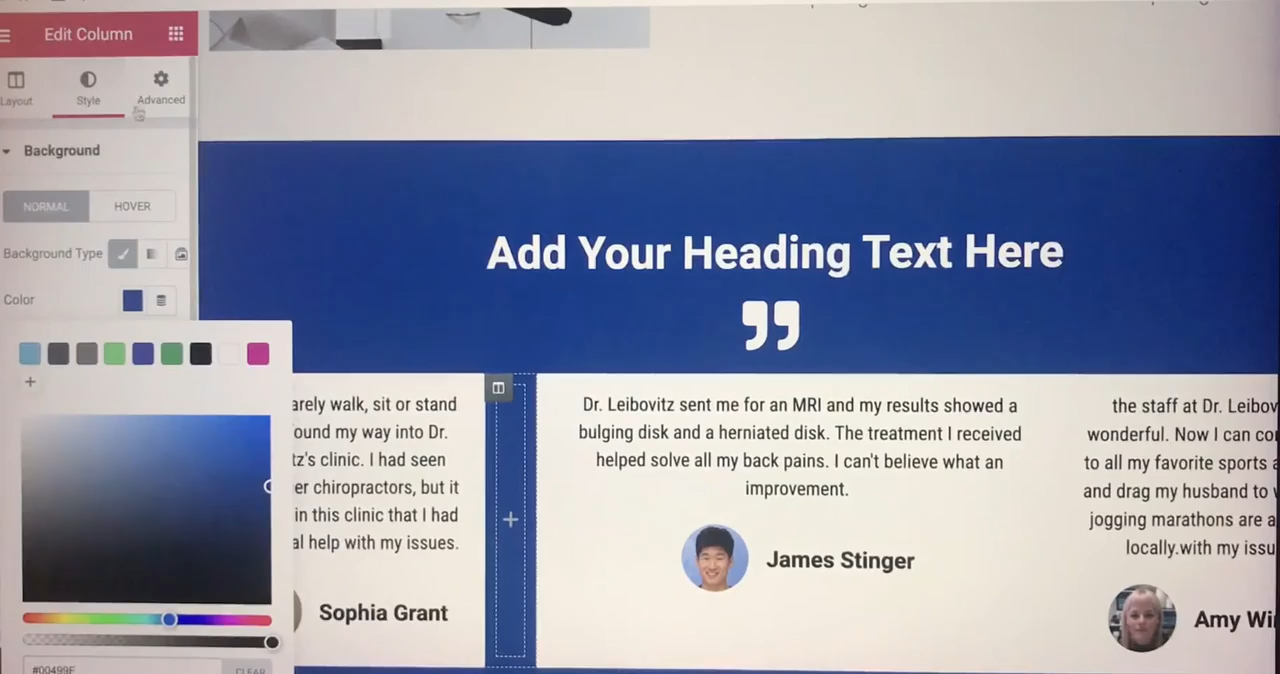 Edit Column
Layout
Style
Advanced
Background
NORMAL
HOVER
Background Type
Color
#00499F
CLEAR
Add Your Heading Text Here
arely walk, sit or stand
ound my way into Dr.
tz's clinic. I had seen
er chiropractors, but it
in this clinic that I had
al help with my issues.
Sophia Grant
Dr. Leibovitz sent me for an MRI and my results showed a
bulging disk and a herniated disk. The treatment I received
helped solve all my back pains. I can't believe what an
improvement.
James Stinger
the staff at Dr. Leibov
wonderful. Now I can co
to all my favorite sports a
and drag my husband to
jogging marathons are a
locally.with my issu
Amy Wi